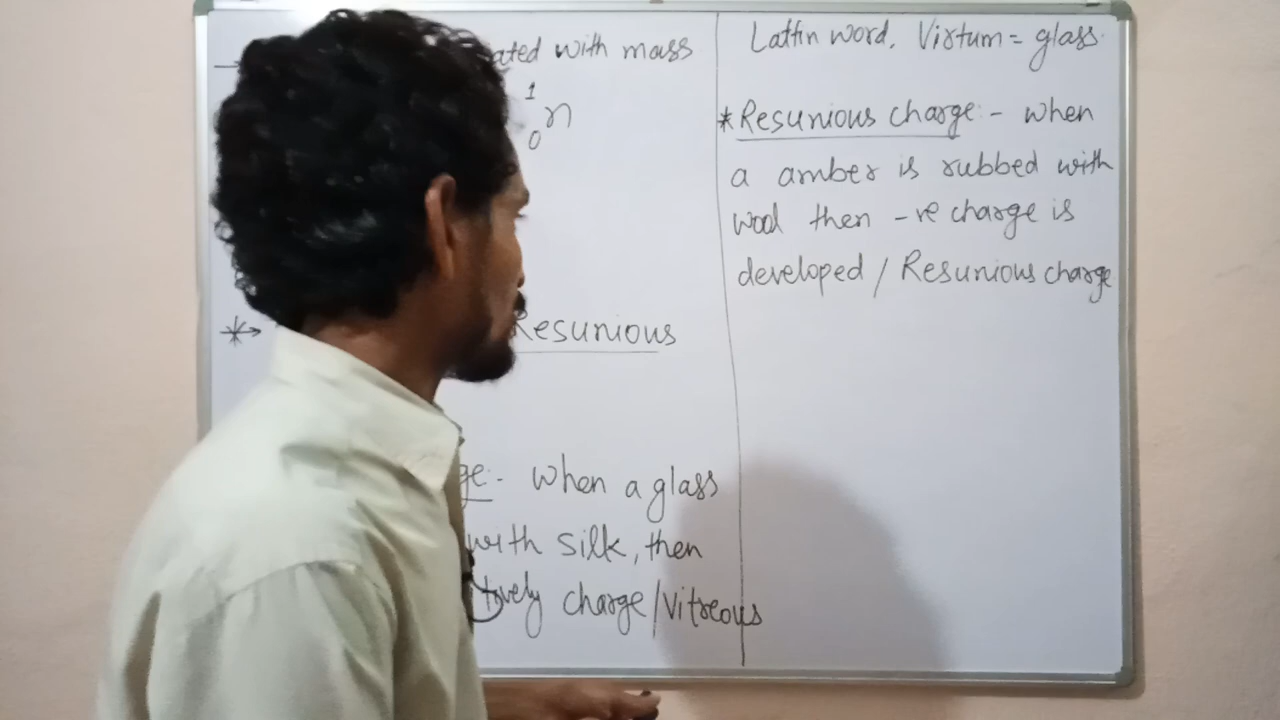 ated with mass
1
0 n
Resunious
ge:- when a glass
with silk, then
tively charge/vitreous
Lattin word. Virtum = glass.
*Resunious charge:- when
a amber is rubbed with
wool then -ve charge is
developed / Resunious charge